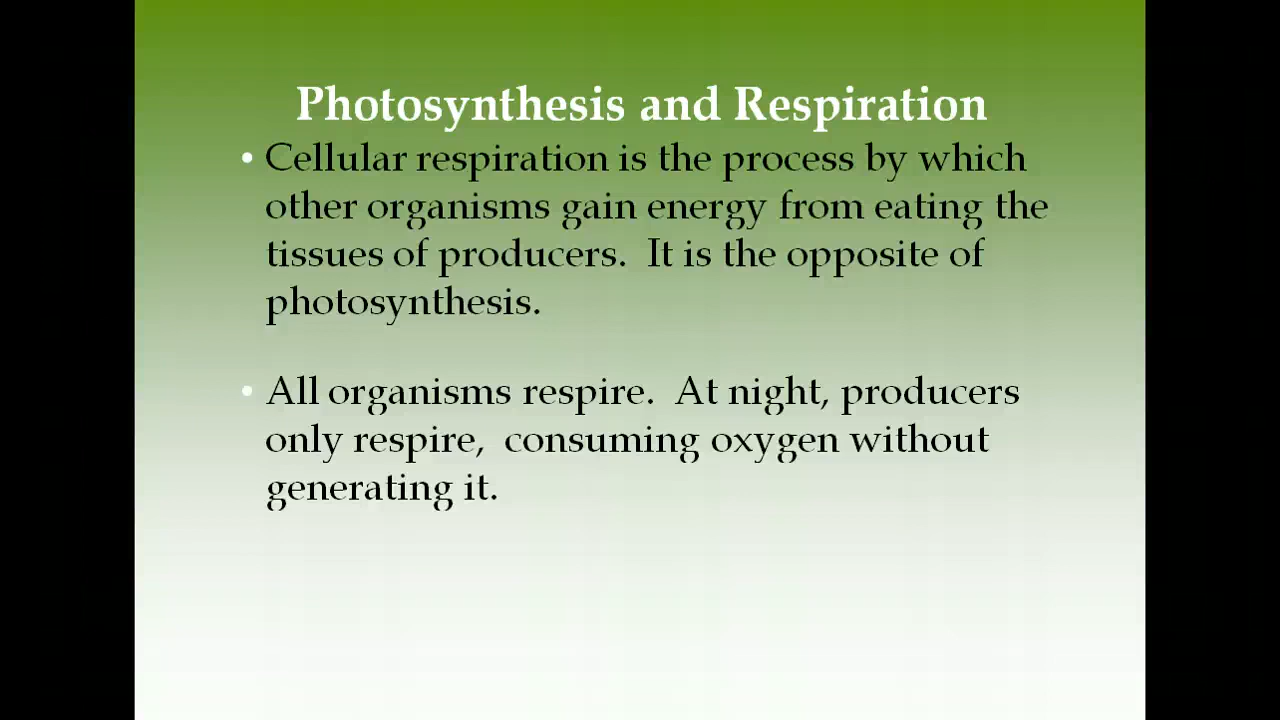 Photosynthesis and Respiration
• Cellular respiration is the process by which
other organisms gain energy from eating the
tissues of producers.  It is the opposite of
photosynthesis.
• All organisms respire.  At night, producers
only respire,  consuming oxygen without
generating it.